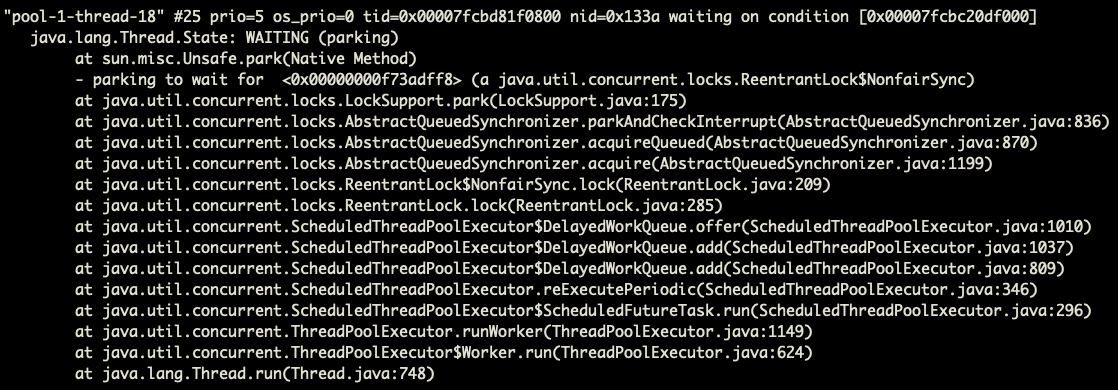 "pool-1-thread-18" #25 prio=5 os_prio=0 tid=0x00007fcbd81f0800 nid=0x133a waiting on condition [0x00007fcbc20df000]
   java.lang.Thread.State: WAITING (parking)
        at sun.misc.Unsafe.park(Native Method)
        - parking to wait for  <0x00000000f73adff8> (a java.util.concurrent.locks.ReentrantLock$NonfairSync)
        at java.util.concurrent.locks.LockSupport.park(LockSupport.java:175)
        at java.util.concurrent.locks.AbstractQueuedSynchronizer.parkAndCheckInterrupt(AbstractQueuedSynchronizer.java:836)
        at java.util.concurrent.locks.AbstractQueuedSynchronizer.acquireQueued(AbstractQueuedSynchronizer.java:870)
        at java.util.concurrent.locks.AbstractQueuedSynchronizer.acquire(AbstractQueuedSynchronizer.java:1199)
        at java.util.concurrent.locks.ReentrantLock$NonfairSync.lock(ReentrantLock.java:209)
        at java.util.concurrent.locks.ReentrantLock.lock(ReentrantLock.java:285)
        at java.util.concurrent.ScheduledThreadPoolExecutor$DelayedWorkQueue.offer(ScheduledThreadPoolExecutor.java:1010)
        at java.util.concurrent.ScheduledThreadPoolExecutor$DelayedWorkQueue.add(ScheduledThreadPoolExecutor.java:1037)
        at java.util.concurrent.ScheduledThreadPoolExecutor$DelayedWorkQueue.add(ScheduledThreadPoolExecutor.java:809)
        at java.util.concurrent.ScheduledThreadPoolExecutor.reExecutePeriodic(ScheduledThreadPoolExecutor.java:346)
        at java.util.concurrent.ScheduledThreadPoolExecutor$ScheduledFutureTask.run(ScheduledThreadPoolExecutor.java:296)
        at java.util.concurrent.ThreadPoolExecutor.runWorker(ThreadPoolExecutor.java:1149)
        at java.util.concurrent.ThreadPoolExecutor$Worker.run(ThreadPoolExecutor.java:624)
        at java.lang.Thread.run(Thread.java:748)